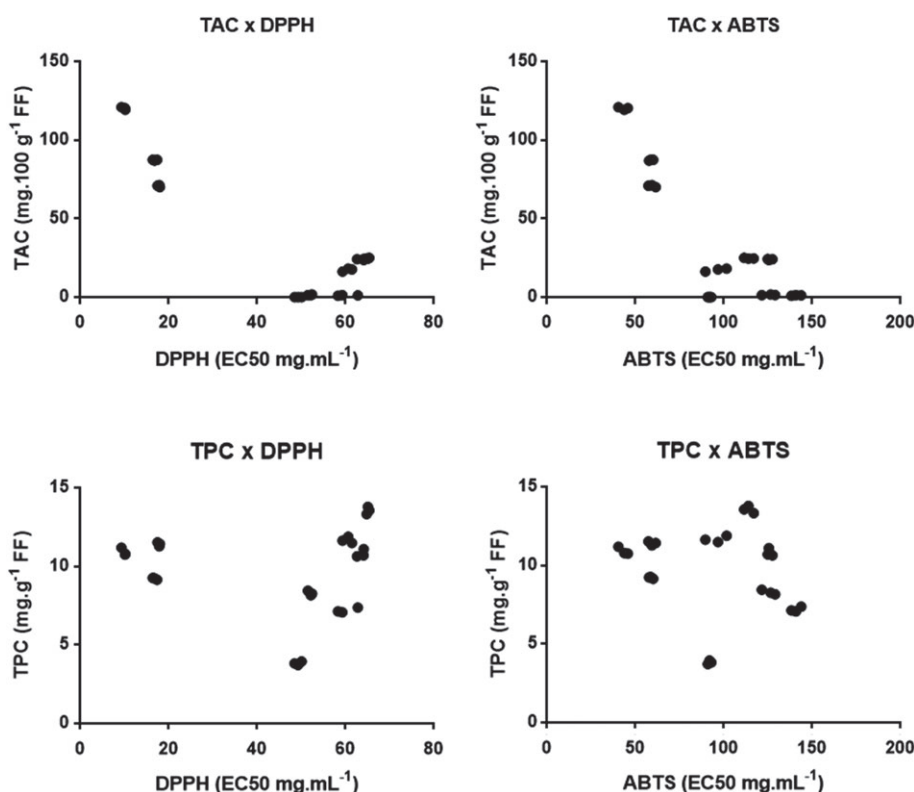 TAC x DPPH
TAC (mg.100 g⁻¹ FF)
150
100
50
0
0 20 40 60 80
DPPH (EC50 mg.mL⁻¹)
TAC x ABTS
TAC (mg.100 g⁻¹ FF)
150
100
50
0
0 50 100 150 200
ABTS (EC50 mg.mL⁻¹)
TPC x DPPH
TPC (mg.g⁻¹ FF)
15
10
5
0
0 20 40 60 80
DPPH (EC50 mg.mL⁻¹)
TPC x ABTS
TPC (mg.g⁻¹ FF)
15
10
5
0
0 50 100 150 200
ABTS (EC50 mg.mL⁻¹)